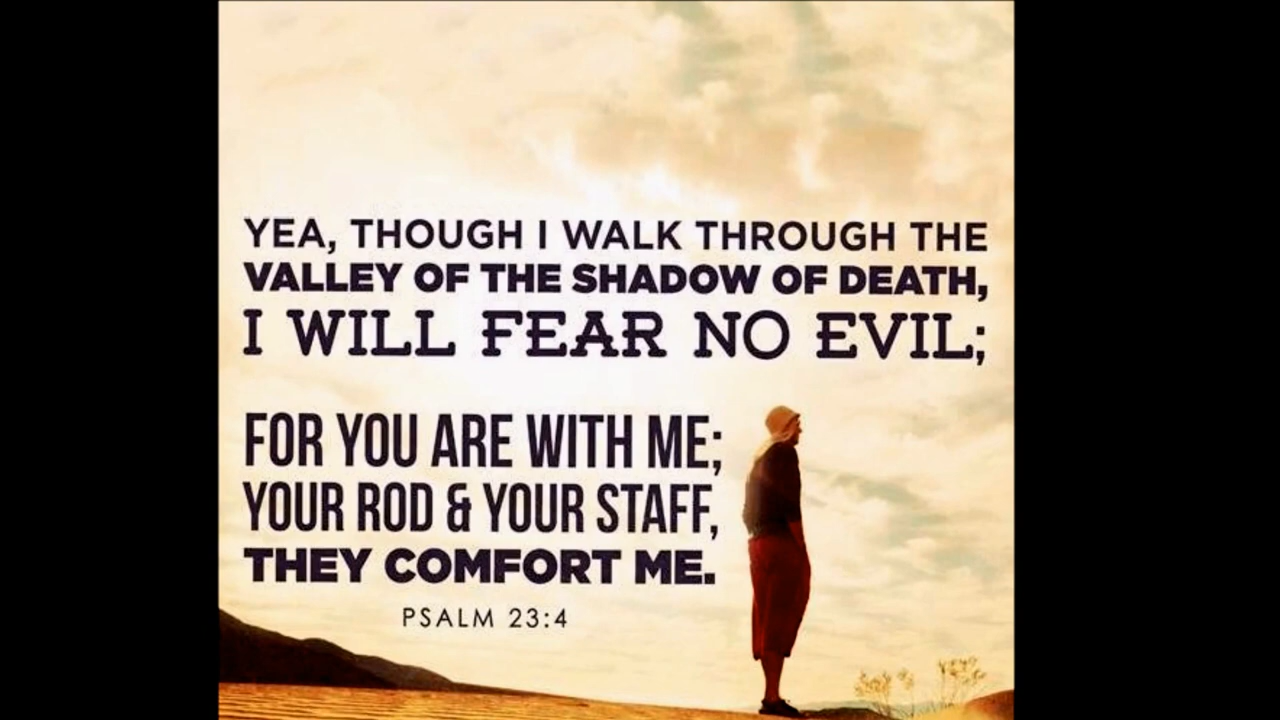 YEA, THOUGH I WALK THROUGH THE
VALLEY OF THE SHADOW OF DEATH,
I WILL FEAR NO EVIL;
FOR YOU ARE WITH ME;
YOUR ROD & YOUR STAFF,
THEY COMFORT ME.
PSALM 23:4